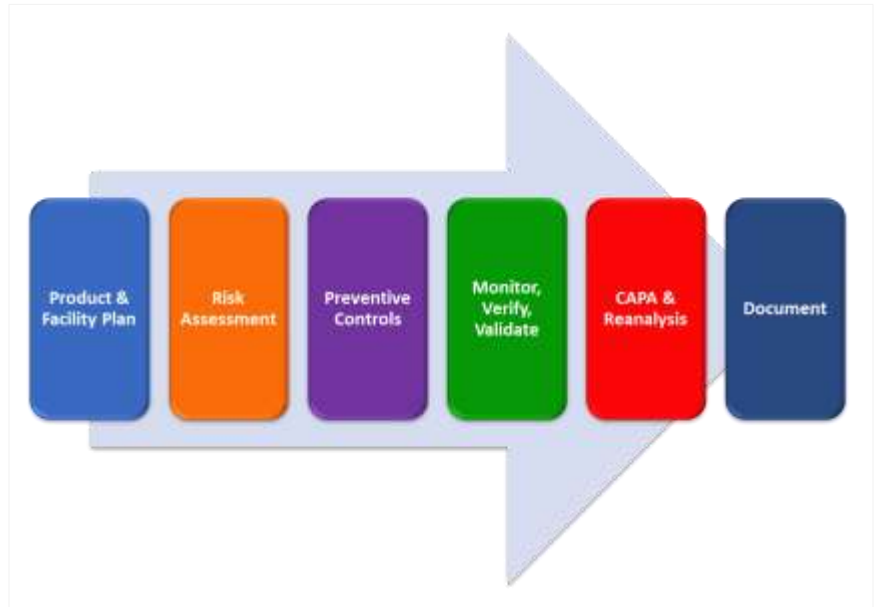 Product &
Facility Plan
Risk
Assessment
Preventive
Controls
Monitor,
Verify,
Validate
CAPA &
Reanalysis
Document